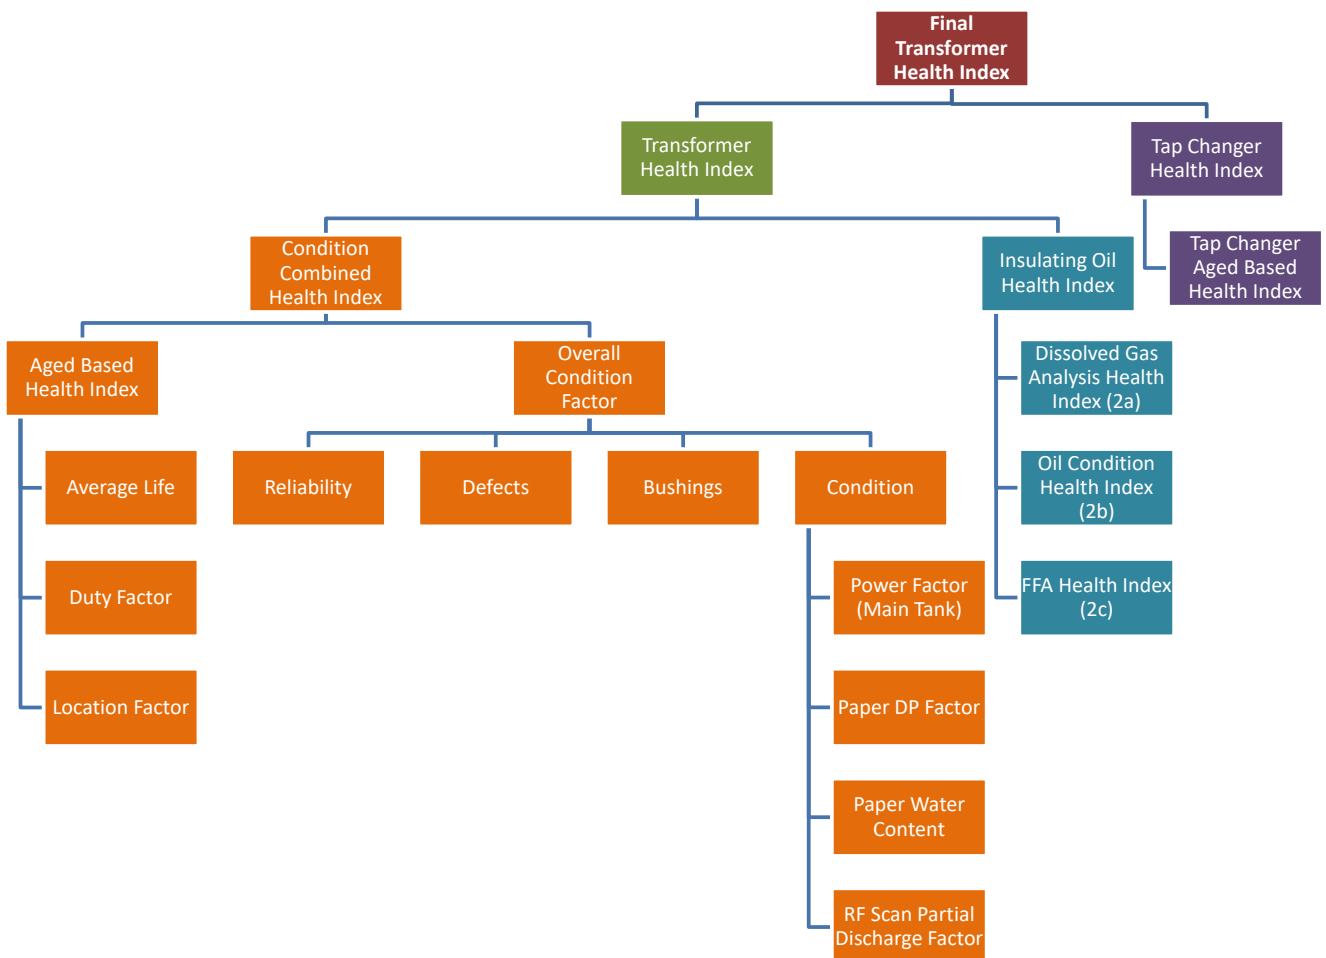 Final
Transformer
Health Index
Transformer
Health Index
Tap Changer
Health Index
Condition
Combined
Health Index
Insulating Oil
Health Index
Tap Changer
Aged Based
Health Index
Aged Based
Health Index
Overall
Condition
Factor
Dissolved Gas
Analysis Health
Index (2a)
Average Life
Reliability
Defects
Bushings
Condition
Oil Condition
Health Index
(2b)
Duty Factor
Power Factor
(Main Tank)
FFA Health Index
(2c)
Location Factor
Paper DP Factor
Paper Water
Content
RF Scan Partial
Discharge Factor